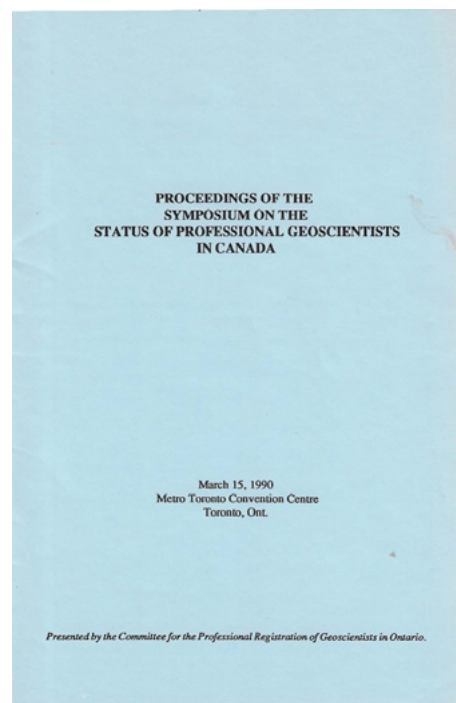 PROCEEDINGS OF THE
SYMPOSIUM ON THE
STATUS OF PROFESSIONAL GEOSCIENTISTS
IN CANADA
March 15, 1990
Metro Toronto Convention Centre
Toronto, Ont.
Presented by the Committee for the Professional Registration of Geoscientists in Ontario.